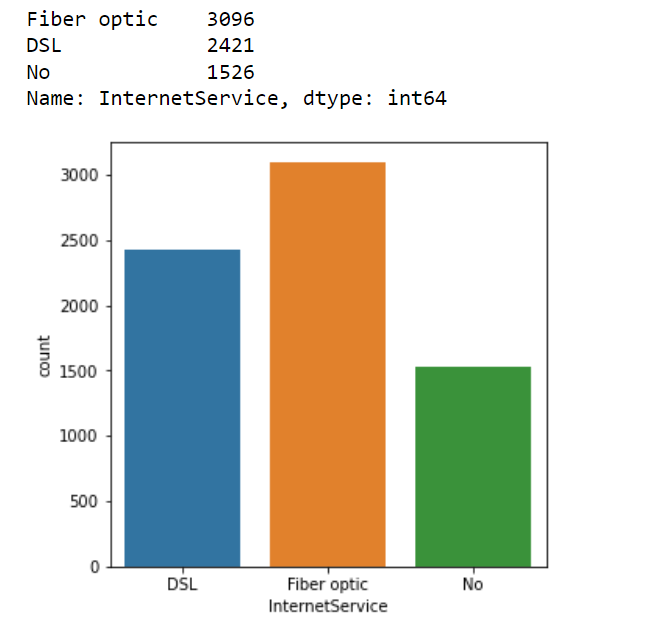 Fiber optic    3096
DSL            2421
No             1526
Name: InternetService, dtype: int64
3000
2500
2000
1500
1000
500
0
count
DSL Fiber optic No
InternetService